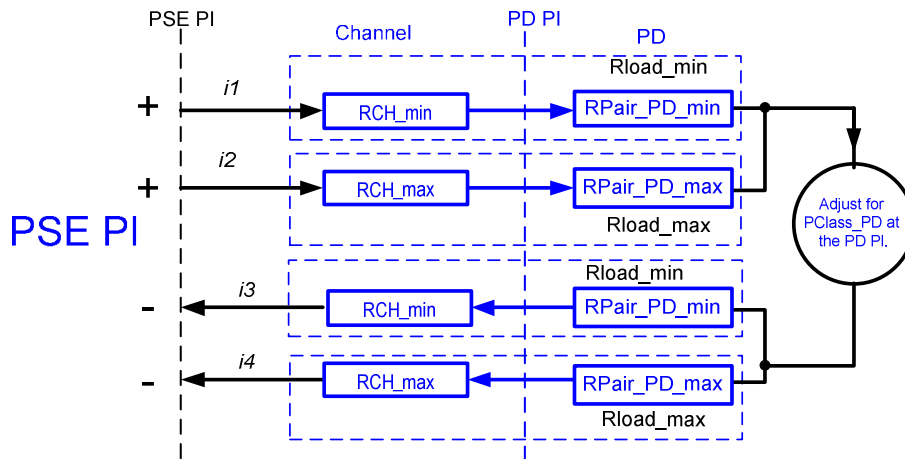 PSE PI
PD PI
Channel
PD
Rload_min
+
i1
RCH_min
RPair_PD_min
+
i2
RCH_max
RPair_PD_max
Rload_max
PSE PI
Adjust for
PClass_PD at
the PD PI.
Rload_min
-
i3
RCH_min
RPair_PD_min
-
i4
RCH_max
RPair_PD_max
Rload_max